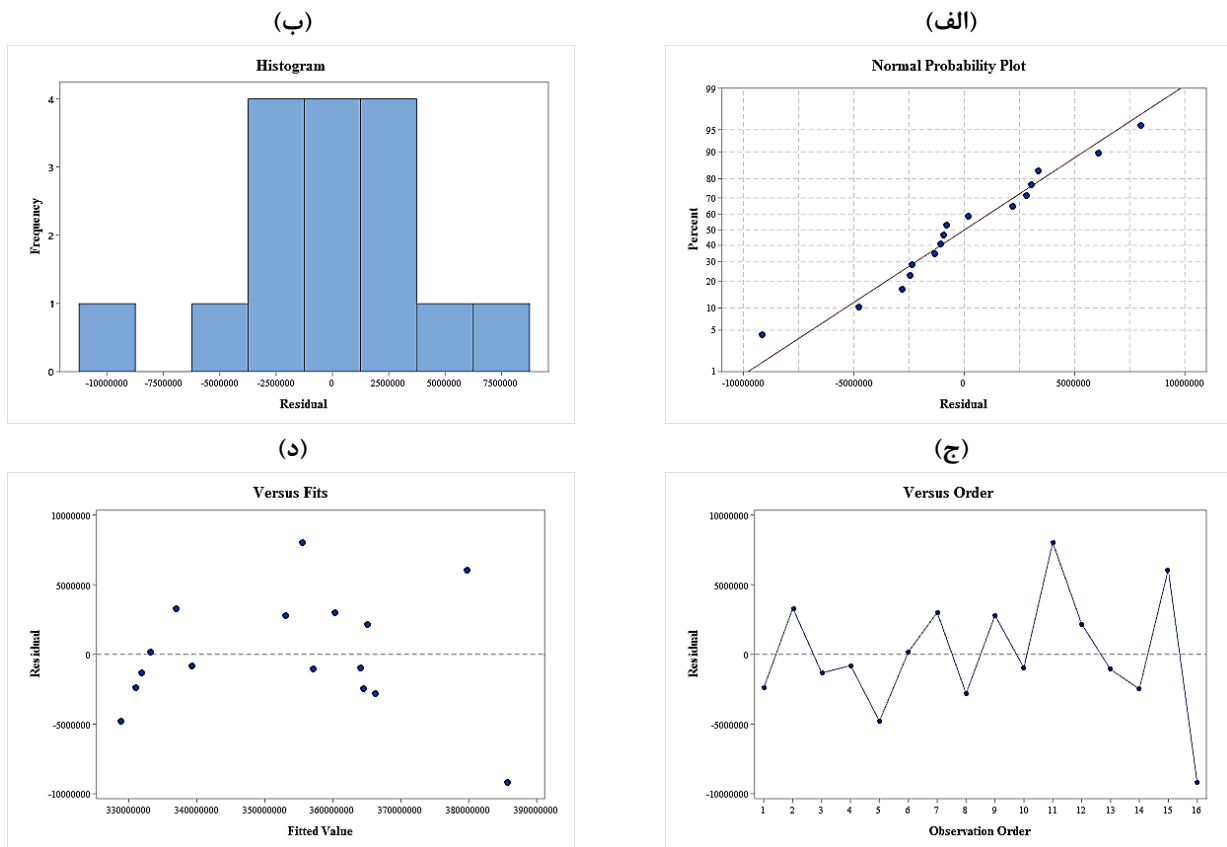 (ب)
Histogram
4
3
2
1
0
Frequency
-10000000 -7500000 -5000000 -2500000 0 2500000 5000000 7500000
Residual
(الف)
Normal Probability Plot
99
95
90
80
70
60
50
40
30
20
10
5
1
Percent
-10000000 -5000000 0 5000000 10000000
Residual
(د)
Versus Fits
10000000
5000000
0
-5000000
-10000000
Residual
330000000 340000000 350000000 360000000 370000000 380000000 390000000
Fitted Value
(ج)
Versus Order
10000000
5000000
0
-5000000
-10000000
Residual
1 2 3 4 5 6 7 8 9 10 11 12 13 14 15 16
Observation Order